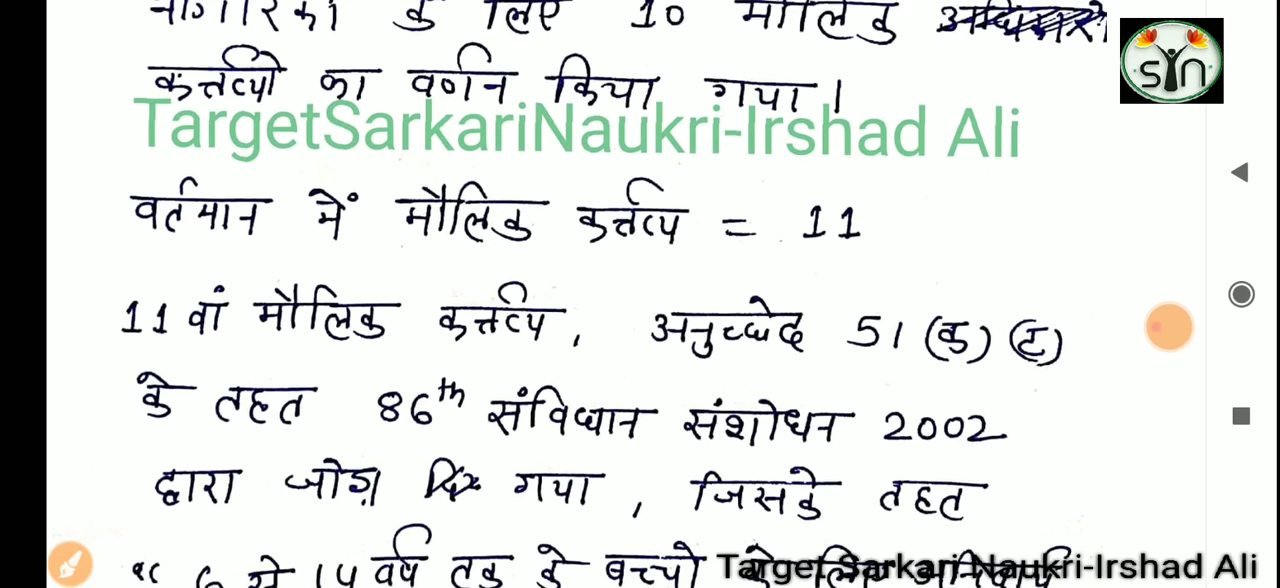 नागरिको के लिए 10 मौलिक
कर्त्तव्यो का वर्णन किया गया।
SYN
TargetSarkariNaukri-Irshad Ali
वर्तमान में मौलिक कर्त्तव्य = 11
11 वां मौलिक कर्त्तव्य, अनुच्छेद 51 (क) (ट)
के तहत 86th संविधान संशोधन 2002
द्वारा जोड़ा गया, जिसके तहत
" 6 से 14 वर्ष तक के बच्चो के लिए
Target Sarkari Naukri-Irshad Ali